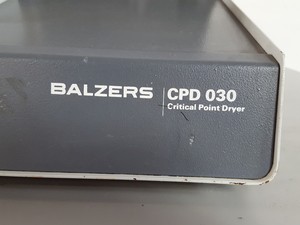 BALZERS CPD 030
Critical Point Dryer